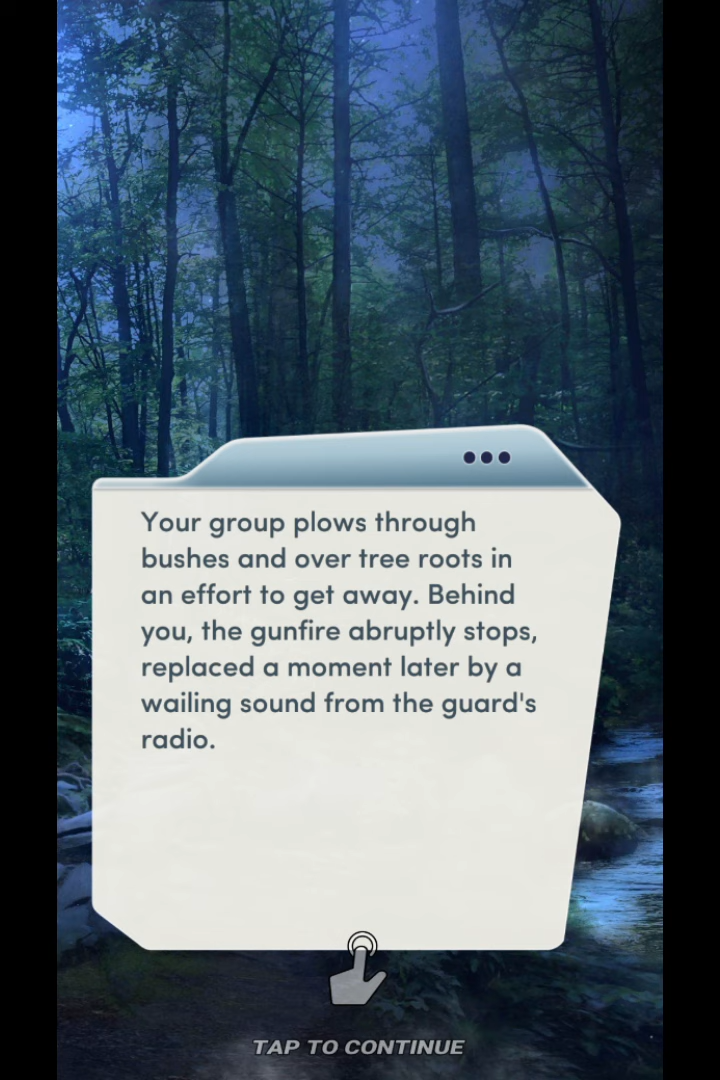 Your group plows through
bushes and over tree roots in
an effort to get away. Behind
you, the gunfire abruptly stops,
replaced a moment later by a
wailing sound from the guard's
radio.
TAP TO CONTINUE